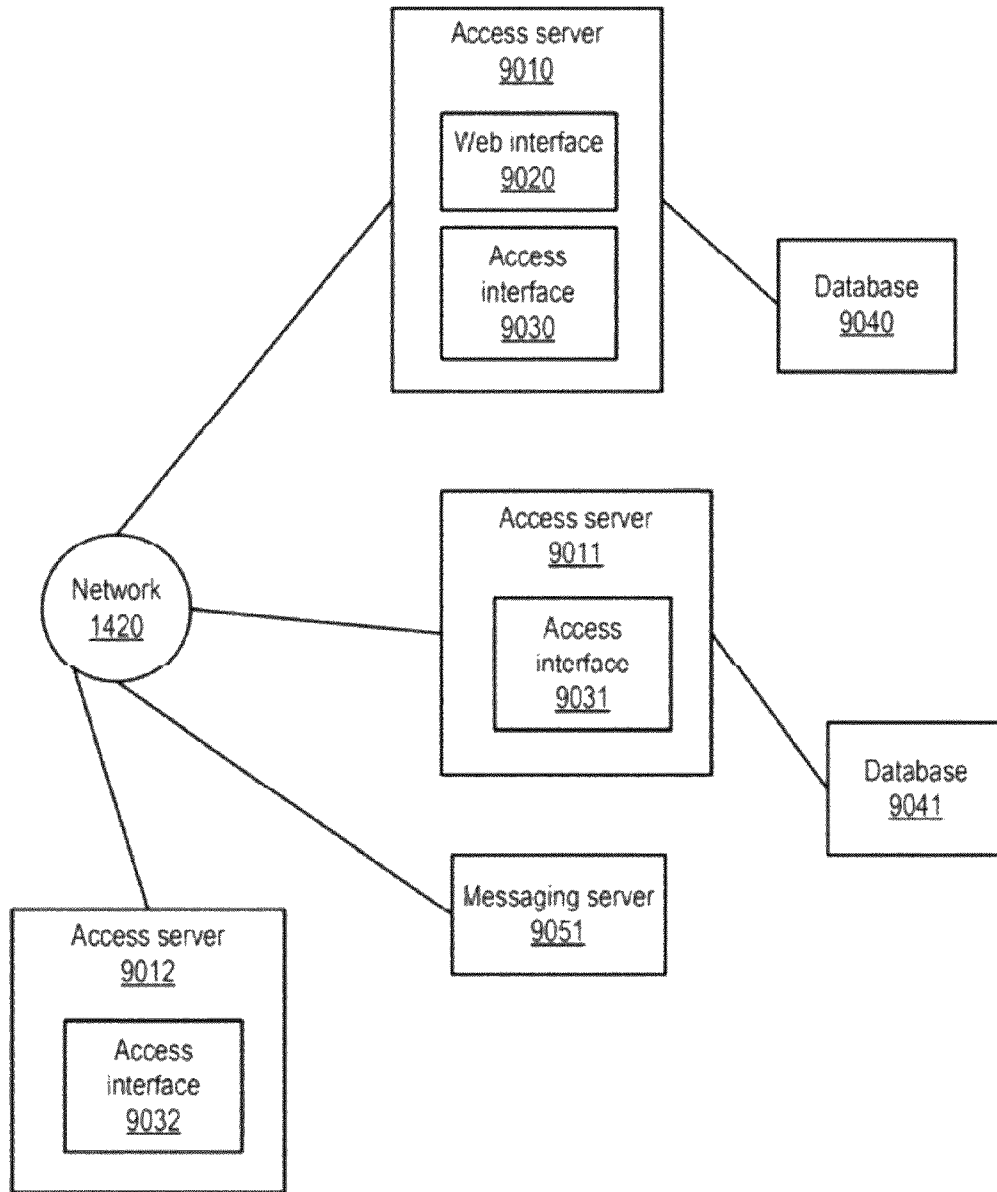 Access server
9010
Web interface
9020
Access
interface
9030
Database
9040
Network
1420
Access server
9011
Access
interface
9031
Database
9041
Messaging server
9051
Access server
9012
Access
interface
9032